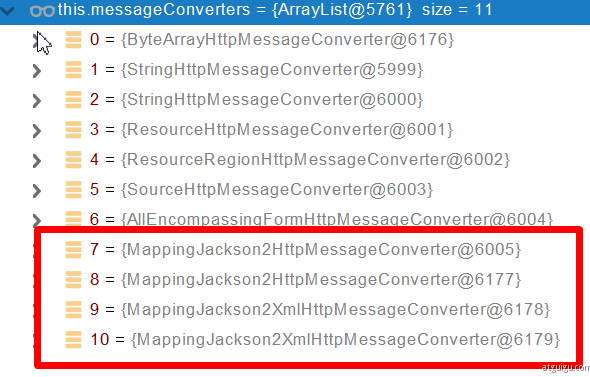 this.messageConverters = {ArrayList@5761} size = 11
0 = {ByteArrayHttpMessageConverter@6176}
1 = {StringHttpMessageConverter@5999}
2 = {StringHttpMessageConverter@6000}
3 = {ResourceHttpMessageConverter@6001}
4 = {ResourceRegionHttpMessageConverter@6002}
5 = {SourceHttpMessageConverter@6003}
6 = {AllEncompassingFormHttpMessageConverter@6004}
7 = {MappingJackson2HttpMessageConverter@6005}
8 = {MappingJackson2HttpMessageConverter@6177}
9 = {MappingJackson2XmlHttpMessageConverter@6178}
10 = {MappingJackson2XmlHttpMessageConverter@6179}
atguigu.com